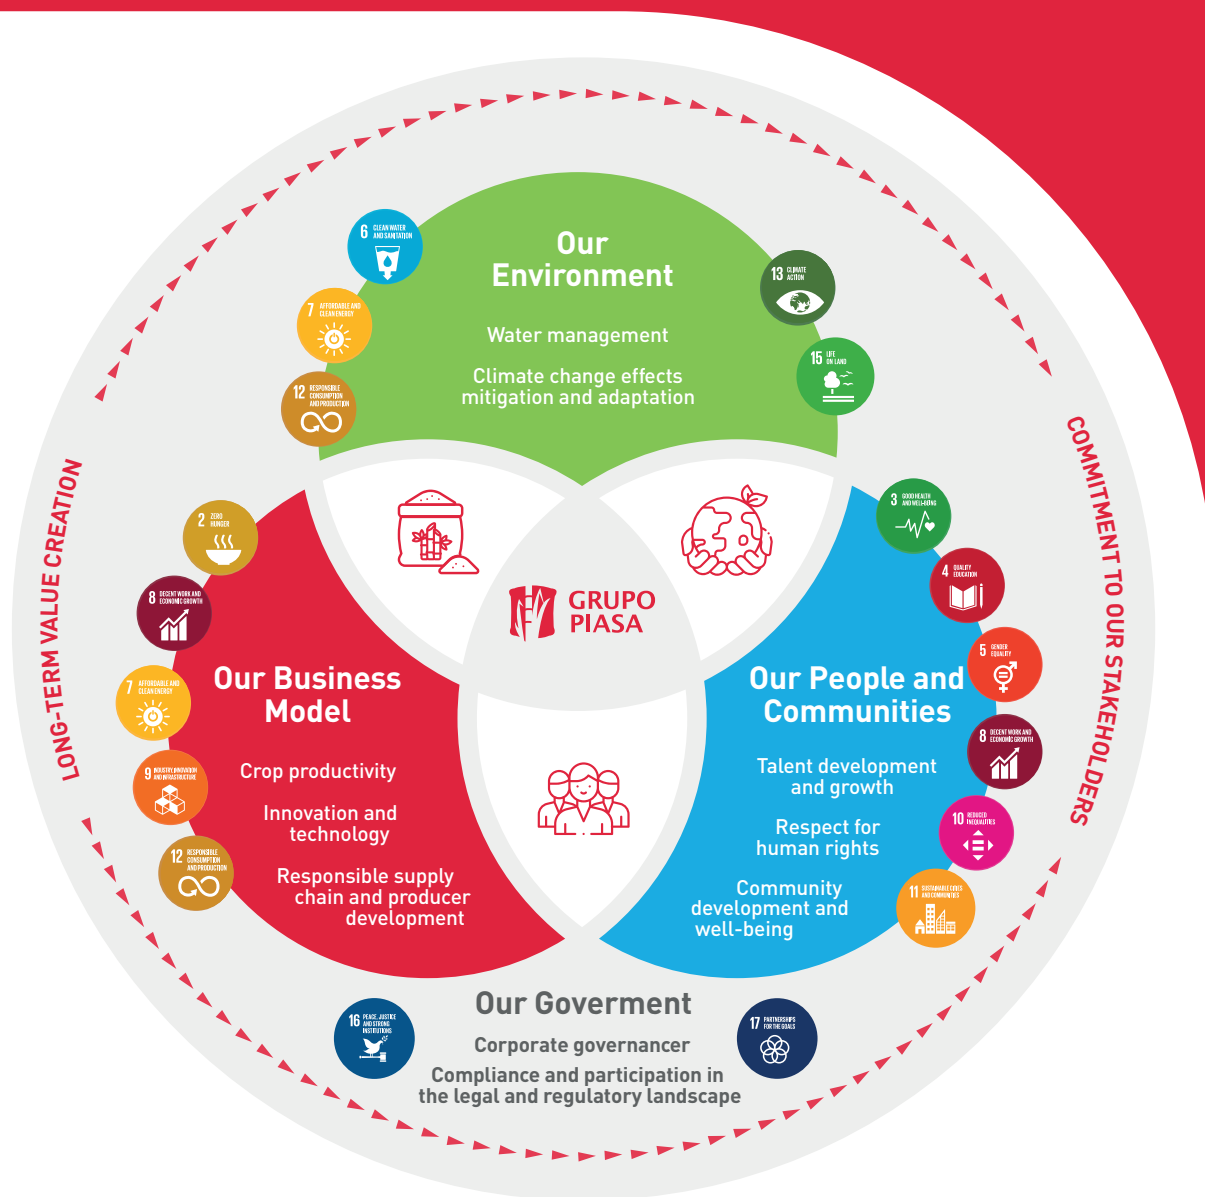 Our
Environment
Water management
Climate change effects
mitigation and adaptation
6 CLEAN WATER
AND SANITATION
7 AFFORDABLE AND
CLEAN ENERGY
12 RESPONSIBLE
CONSUMPTION
AND PRODUCTION
13 CLIMATE
ACTION
15 LIFE
ON LAND
LONG-TERM VALUE CREATION
COMMITMENT TO OUR STAKEHOLDERS
GRUPO
PIASA
2 ZERO
HUNGER
8 DECENT WORK AND
ECONOMIC GROWTH
7 AFFORDABLE AND
CLEAN ENERGY
9 INDUSTRY, INNOVATION
AND INFRASTRUCTURE
12 RESPONSIBLE
CONSUMPTION
AND PRODUCTION
Our Business
Model
Crop productivity
Innovation and
technology
Responsible supply
chain and producer
development
3 GOOD HEALTH
AND WELL-BEING
4 QUALITY
EDUCATION
5 GENDER
EQUALITY
8 DECENT WORK AND
ECONOMIC GROWTH
10 REDUCED
INEQUALITIES
11 SUSTAINABLE CITIES
AND COMMUNITIES
Our People and
Communities
Talent development
and growth
Respect for
human rights
Community
development and
well-being
Our Goverment
Corporate governancer
Compliance and participation in
the legal and regulatory landscape
16 PEACE, JUSTICE
AND STRONG
INSTITUTIONS
17 PARTNERSHIPS
FOR THE GOALS